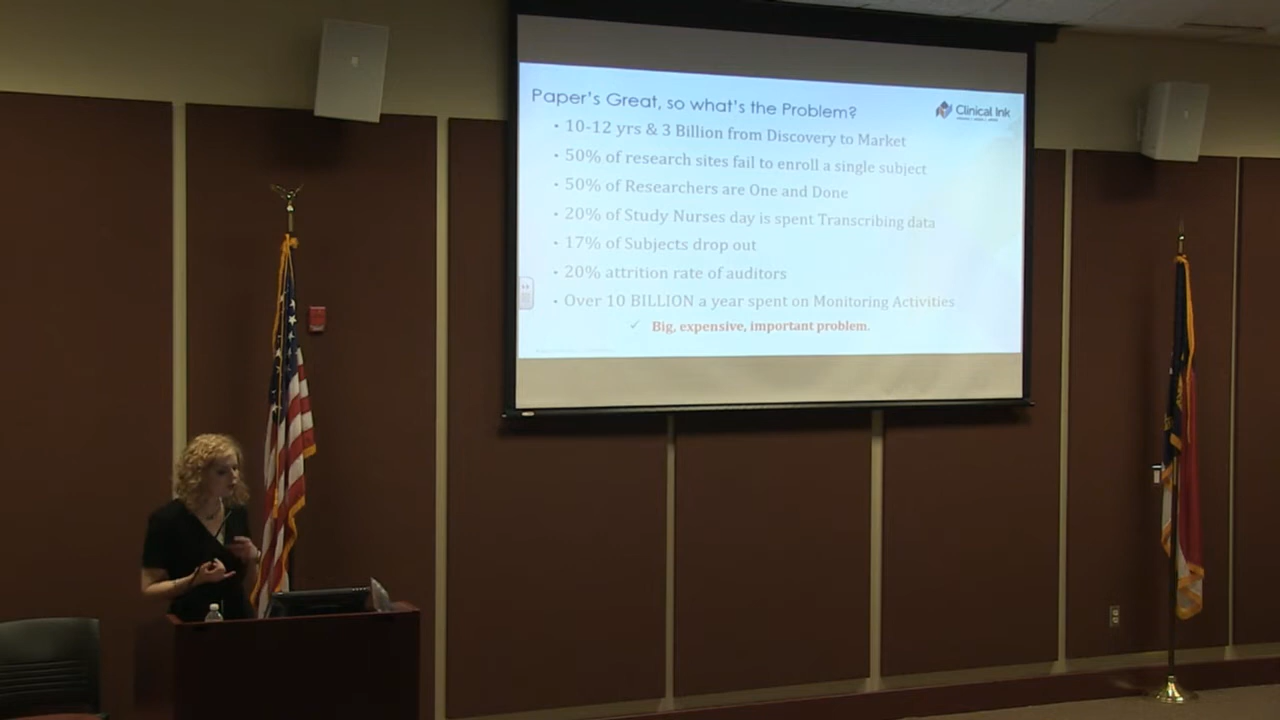 Paper's Great, so what's the Problem?
Clinical Ink
• 10-12 yrs & 3 Billion from Discovery to Market
• 50% of research sites fail to enroll a single subject
• 50% of Researchers are One and Done
• 20% of Study Nurses day is spent Transcribing data
• 17% of Subjects drop out
• 20% attrition rate of auditors
• Over 10 BILLION a year spent on Monitoring Activities
✓ Big, expensive, important problem.